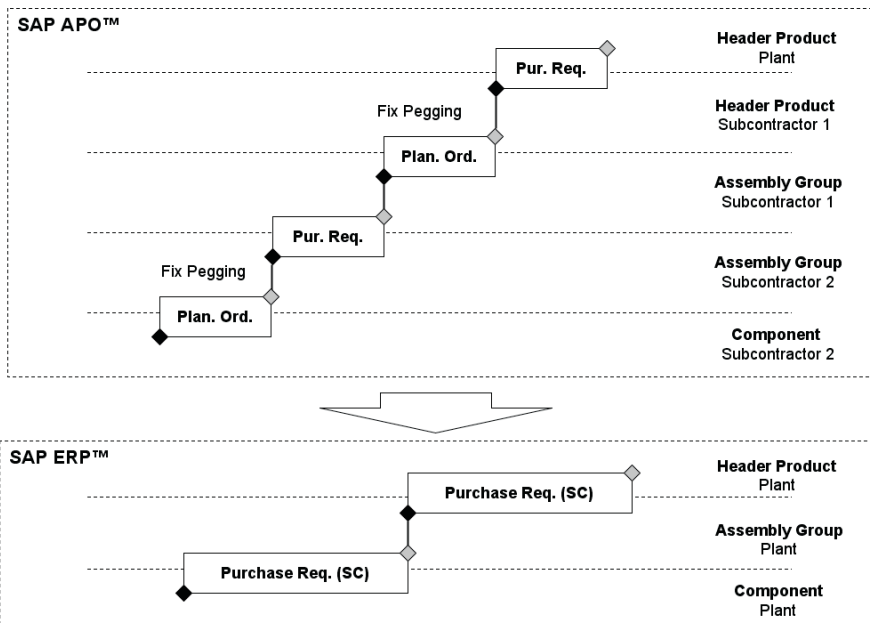 SAP APO™
Header Product
Plant
Pur. Req.
Fix Pegging
Header Product
Subcontractor 1
Plan. Ord.
Assembly Group
Subcontractor 1
Pur. Req.
Fix Pegging
Assembly Group
Subcontractor 2
Plan. Ord.
Component
Subcontractor 2
SAP ERP™
Header Product
Plant
Purchase Req. (SC)
Assembly Group
Plant
Purchase Req. (SC)
Component
Plant